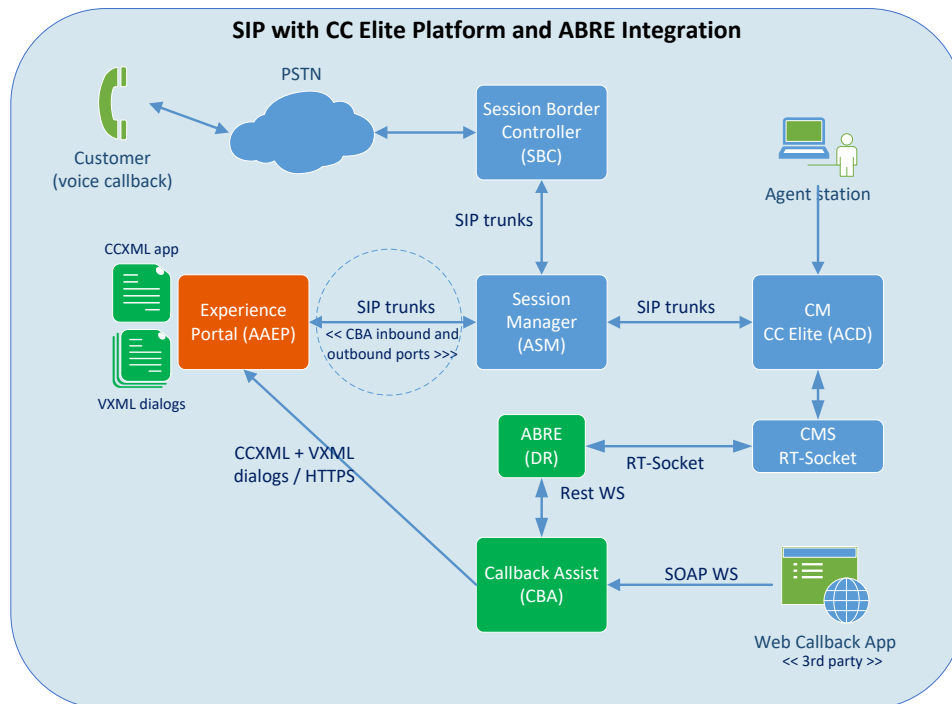 SIP with CC Elite Platform and ABRE Integration
PSTN
Customer
(voice callback)
Session Border
Controller
(SBC)
Agent station
SIP trunks
CCXML app
VXML dialogs
Experience
Portal (AAEP)
SIP trunks
<< CBA inbound and
outbound ports >>>
Session
Manager
(ASM)
SIP trunks
CM
CC Elite (ACD)
CCXML + VXML
dialogs / HTTPS
ABRE
(DR)
RT-Socket
CMS
RT-Socket
Rest WS
Callback Assist
(CBA)
SOAP WS
Web Callback App
<< 3rd party >>